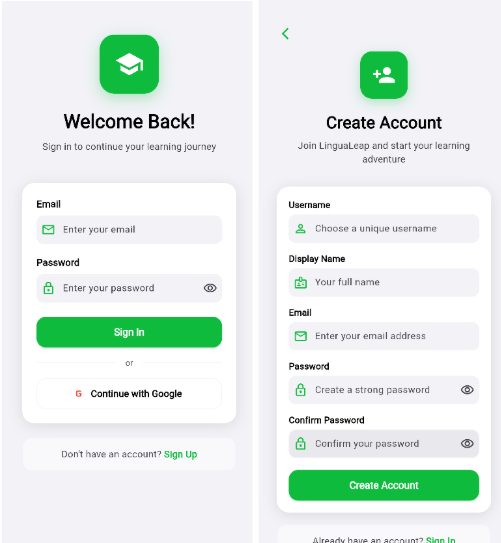 Welcome Back!
Sign in to continue your learning journey
Email
Enter your email
Password
Enter your password
Sign In
or
G Continue with Google
Don't have an account? Sign Up
Create Account
Join LinguaLeap and start your learning
adventure
Username
Choose a unique username
Display Name
Your full name
Email
Enter your email address
Password
Create a strong password
Confirm Password
Confirm your password
Create Account
Already have an account? Sign In